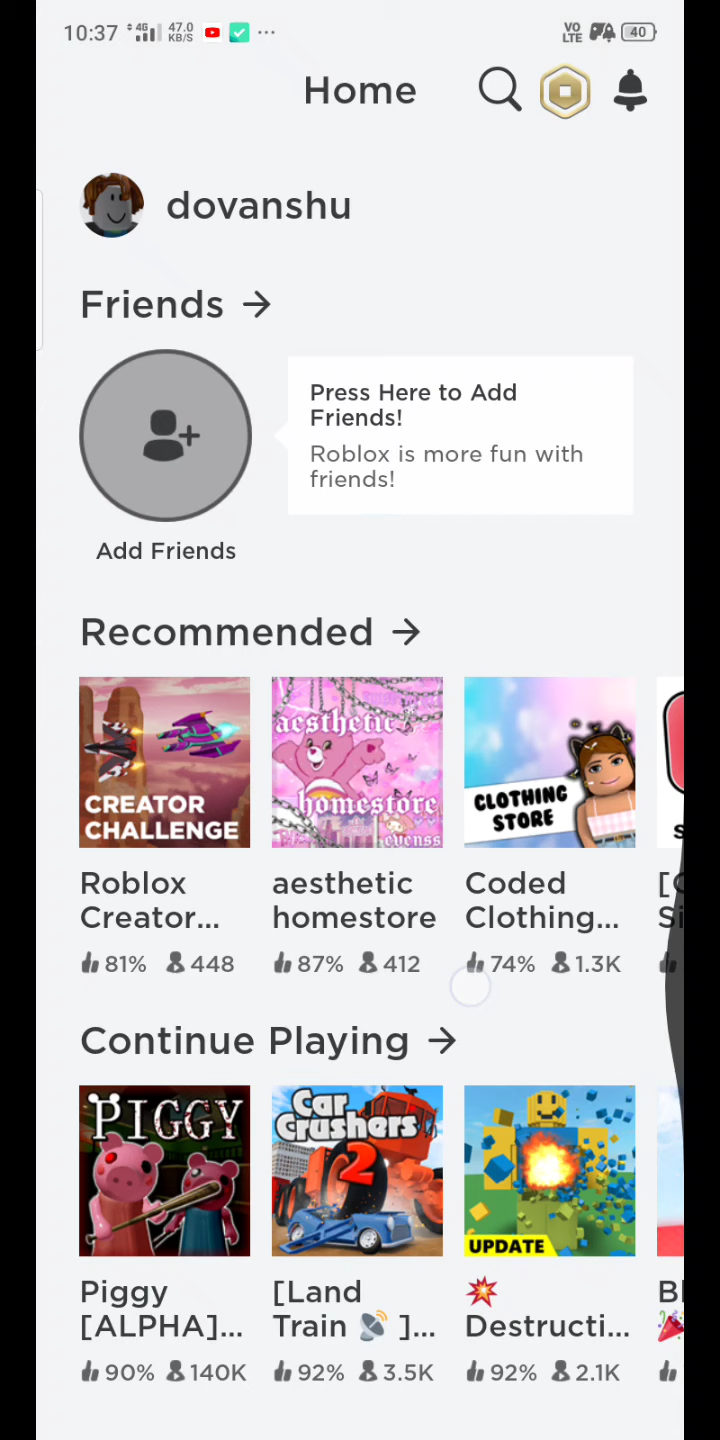 10:37 4G 47.0 KB/S ... VO LTE 40
Home
dovanshu
Friends →
Press Here to Add
Friends!
Roblox is more fun with
friends!
Add Friends
Recommended →
CREATOR
CHALLENGE
aesthetic
homestore
CLOTHING
STORE
Roblox
Creator...
aesthetic
homestore
Coded
Clothing...
81% 448
87% 412
74% 1.3K
Continue Playing →
PIGGY
Car
Crushers
2
UPDATE
Piggy
[ALPHA]...
[Land
Train 📡 ]...
💥
Destructi...
90% 140K
92% 3.5K
92% 2.1K